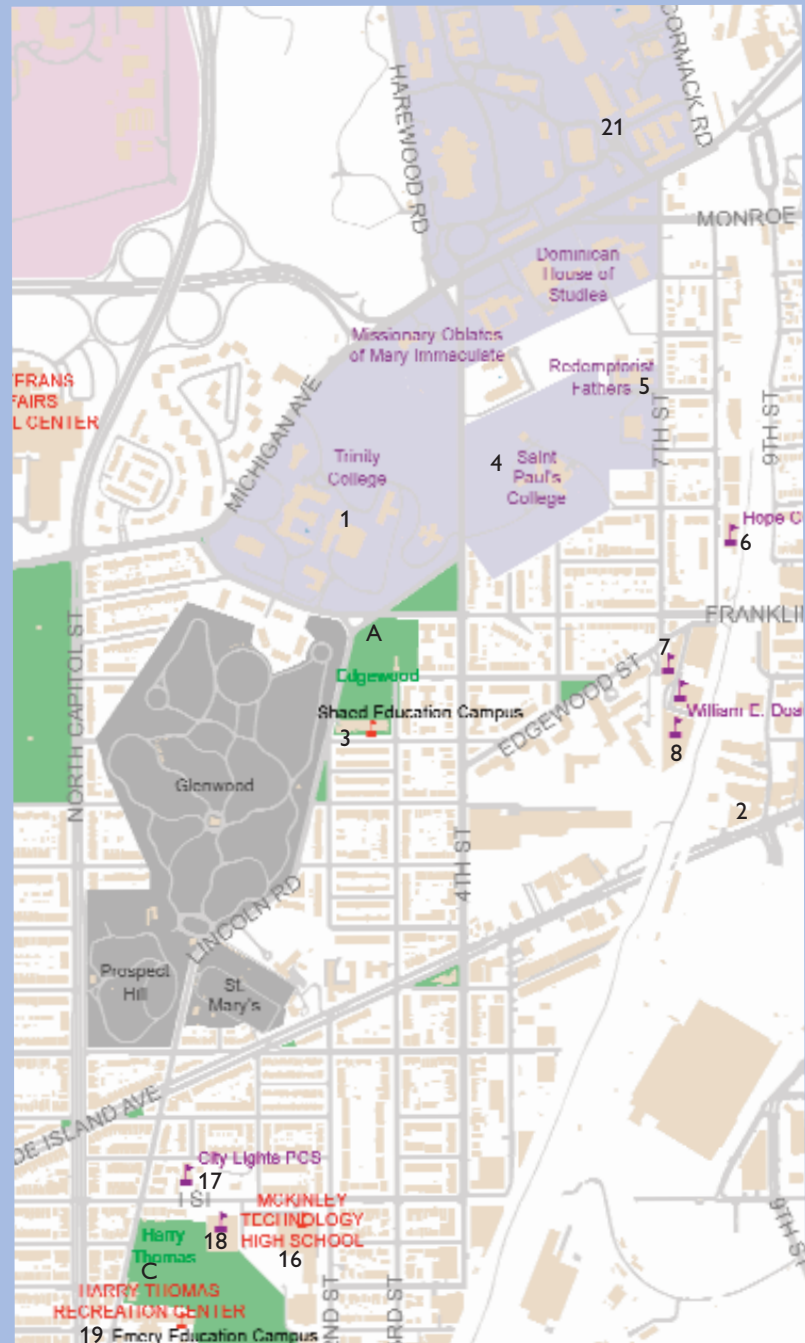 CORMACK RD
HAREWOOD RD
21
MONROE
Dominican
House of
Studies
Missionary Oblates
of Mary Immaculate
Redemptorist
Fathers
5
FAIRS
L CENTER
MICHIGAN AVE
7TH ST
9TH ST
Trinity
College
4
Saint
Paul's
College
1
Hope C
6
NORTH CAPITOL ST
FRANKLI
A
7
Edgewood
EDGEWOOD ST
Shaed Education Campus
William E. Doa
3
8
Glenwood
2
4TH ST
LINCOLN RD
Prospect
Hill
St.
Mary's
DE ISLAND AVE
City Lights PCS
17
MCKINLEY
TECHNOLOGY
HIGH SCHOOL
18
16
Harry
Thomas
C
9TH ST
HARRY THOMAS
RECREATION CENTER
2ND ST
3RD ST
19 Emery Education Campus